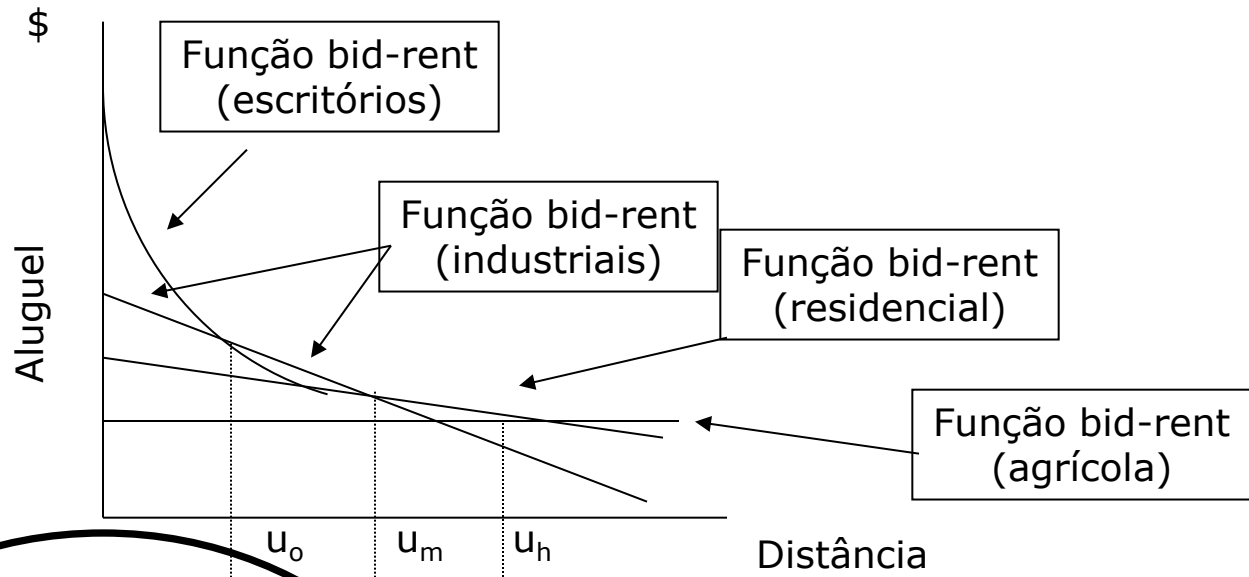 $
Função bid-rent
(escritórios)
Função bid-rent
(industriais)
Função bid-rent
(residencial)
Função bid-rent
(agrícola)
Aluguel
uo
um
uh
Distância